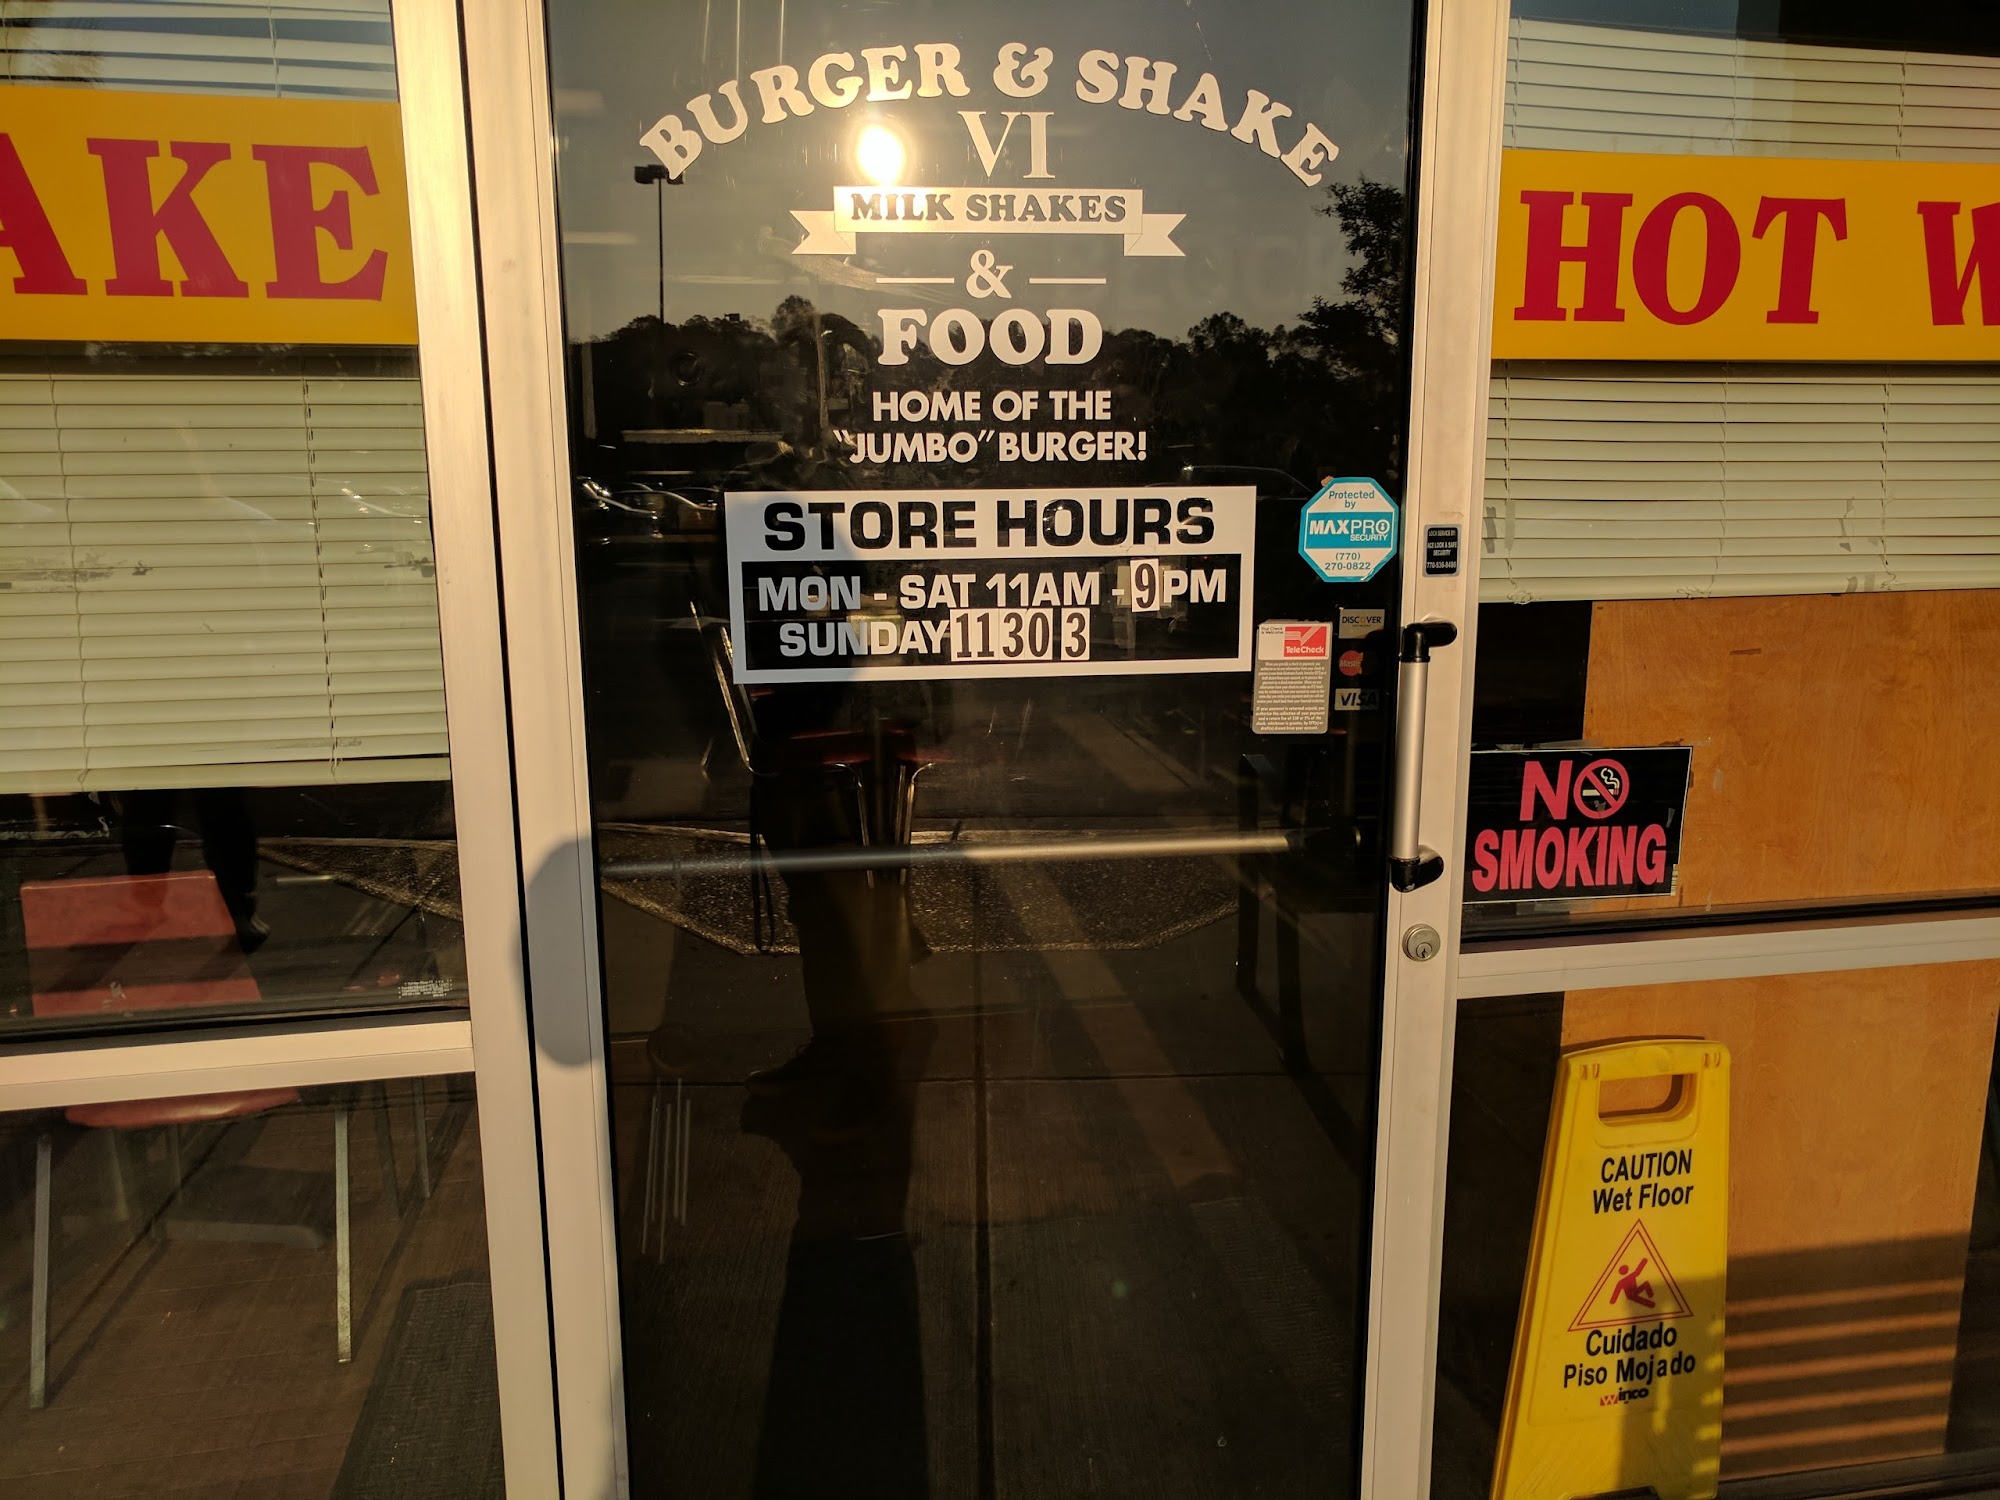 AKE
BURGER & SHAKE
VI
MILK SHAKES
&
FOOD
HOME OF THE
"JUMBO" BURGER!
STORE HOURS
MON - SAT 11AM - 9PM
SUNDAY 11 30 3
Protected
by
MAXPRO
SECURITY
(770)
270-0822
DISCOVER
TeleCheck
VISA
HOT W
NO
SMOKING
CAUTION
Wet Floor
Cuidado
Piso Mojado
Winco